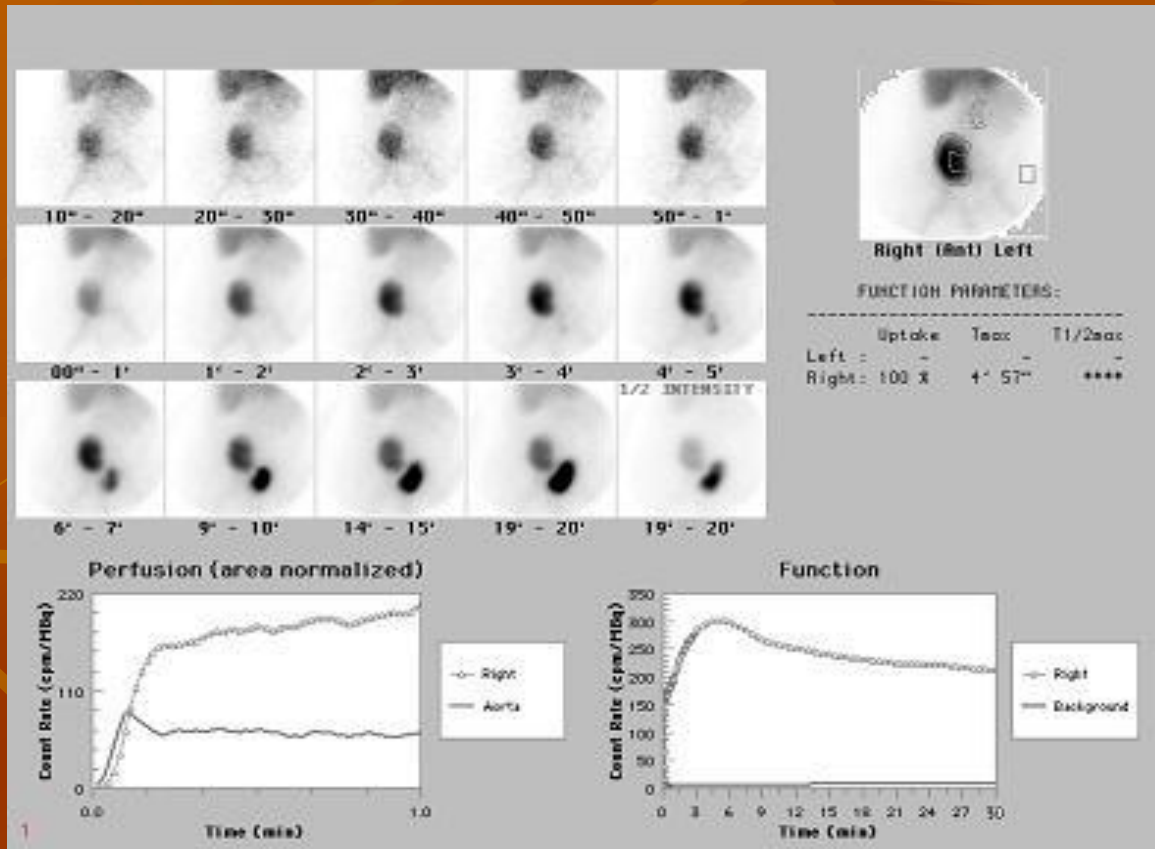 10" - 20" 20" - 30" 30" - 40" 40" - 50" 50" - 1'
00" - 1' 1' - 2' 2' - 3' 3' - 4' 4' - 5'
1/2 INTENSITY
6' - 7' 9' - 10' 14' - 15' 19' - 20' 19' - 20'
Right (Ant) Left
FUNCTION PARAMETERS:
--------------------------------
Uptake Tmax T1/2max
Left : - - -
Right: 100 % 4' 57" ****
Perfusion (area normalized)
Count Rate (cpm/MBq)
220
110
0
0.0 1.0
Time (min)
Right
Aorta
Function
Count Rate (cpm/MBq)
350
300
250
200
150
100
50
0
0 3 6 9 12 15 18 21 24 27 30
Time (min)
Right
Background
1